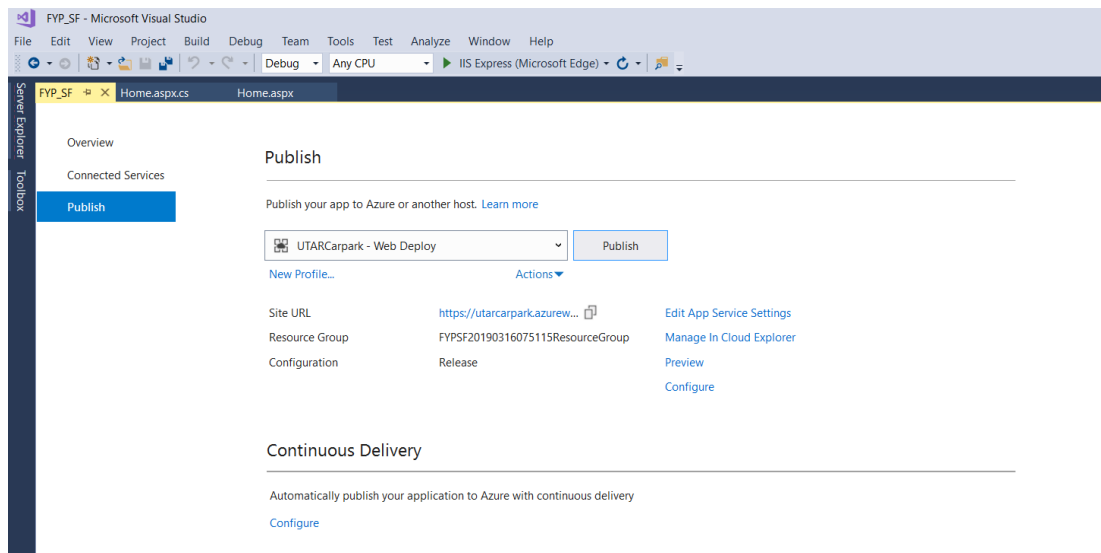 FYP_SF - Microsoft Visual Studio
File Edit View Project Build Debug Team Tools Test Analyze Window Help
Debug Any CPU IIS Express (Microsoft Edge)
Server Explorer
Toolbox
FYP_SF Home.aspx.cs Home.aspx
Overview
Connected Services
Publish
Publish
Publish your app to Azure or another host. Learn more
UTARCarpark - Web Deploy Publish
New Profile... Actions
Site URL https://utarcarpark.azurew... Edit App Service Settings
Resource Group FYPSF20190316075115ResourceGroup Manage In Cloud Explorer
Configuration Release Preview
Configure
Continuous Delivery
Automatically publish your application to Azure with continuous delivery
Configure